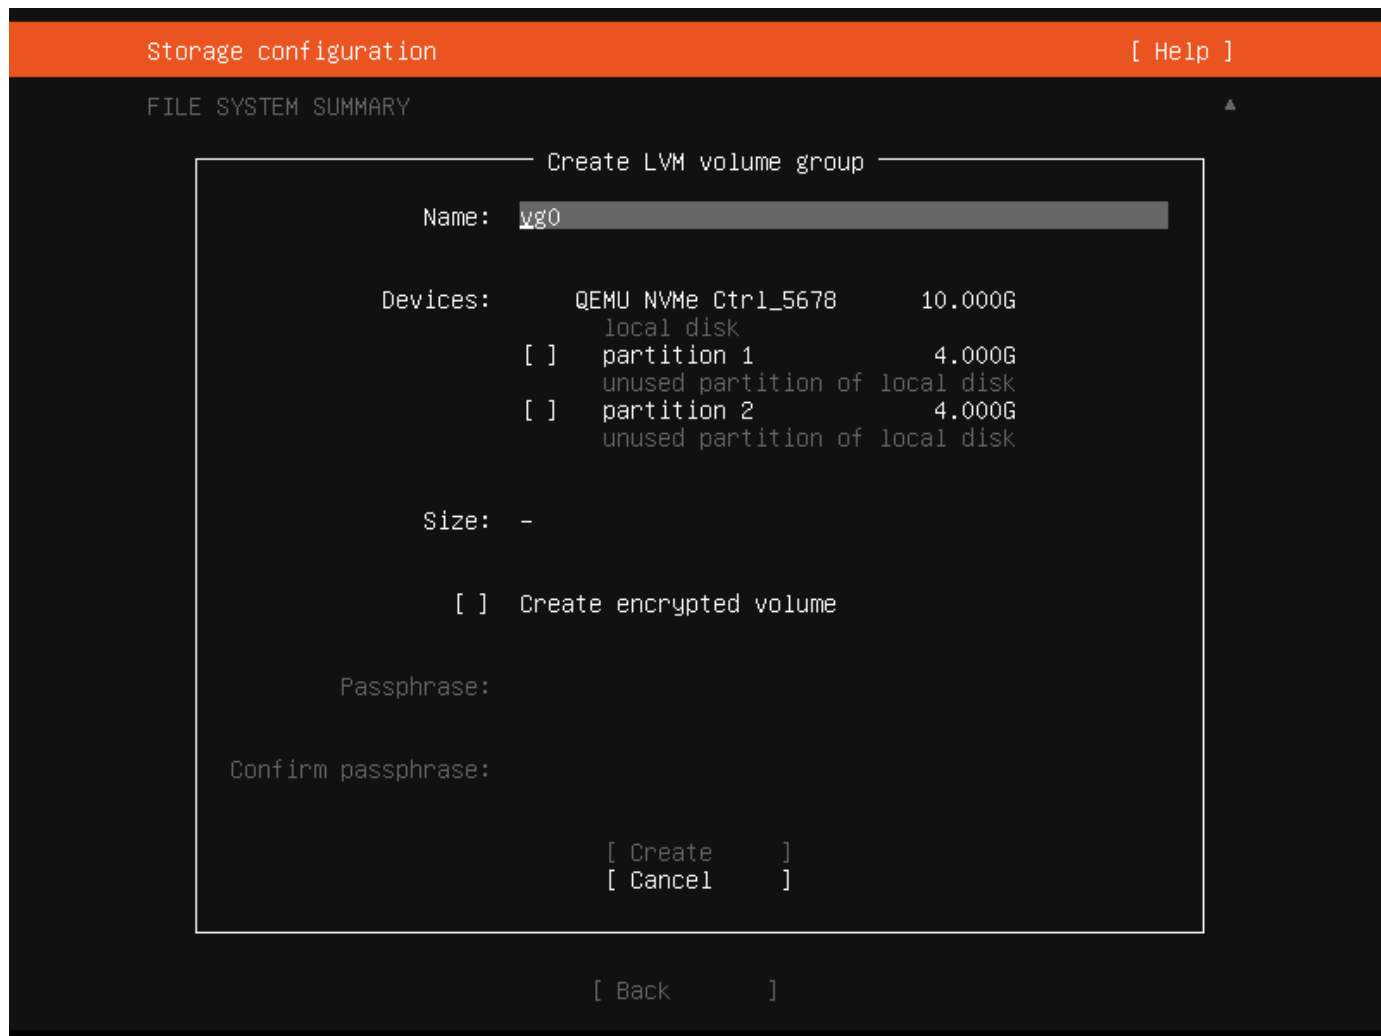 Storage configuration [ Help ]
FILE SYSTEM SUMMARY ▲
Create LVM volume group
Name: vg0
Devices: QEMU NVMe Ctrl_5678 10.000G
local disk
[ ] partition 1 4.000G
unused partition of local disk
[ ] partition 2 4.000G
unused partition of local disk
Size: -
[ ] Create encrypted volume
Passphrase:
Confirm passphrase:
[ Create ]
[ Cancel ]
[ Back ]